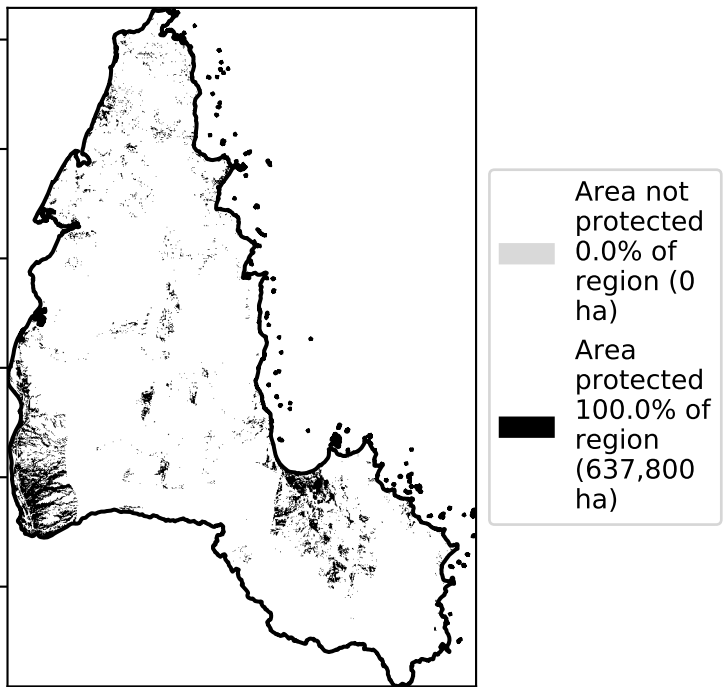 Area not
protected
0.0% of
region (0
ha)
Area
protected
100.0% of
region
(637,800
ha)